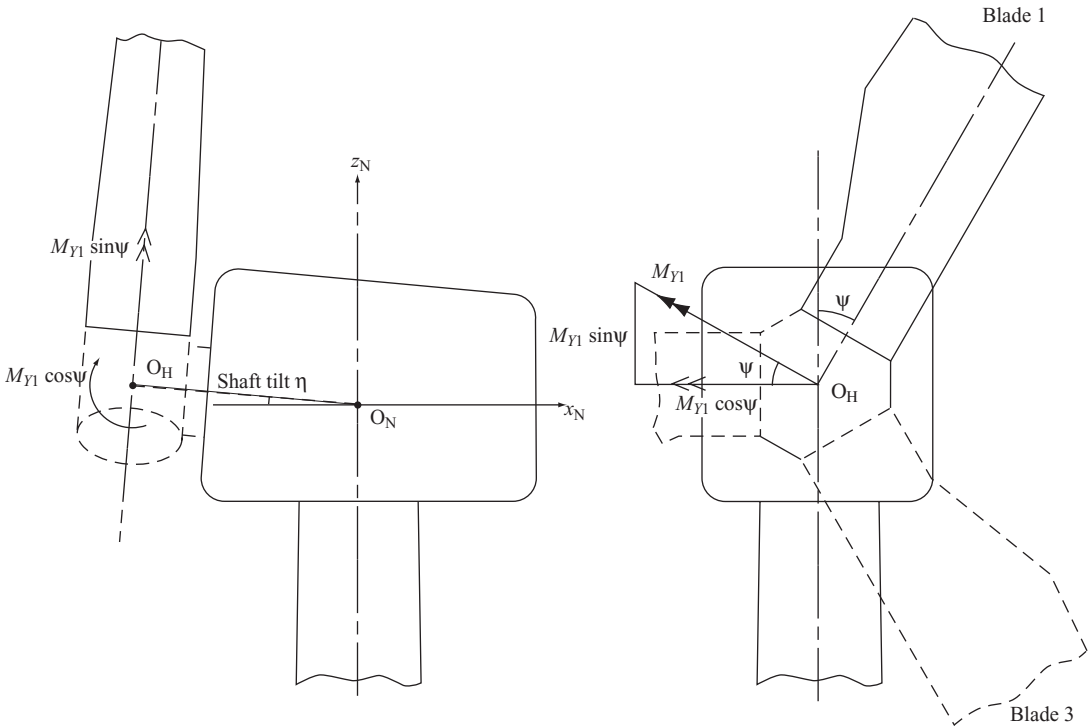 Blade 1
z_N
M_Y1 sinψ
M_Y1
ψ
M_Y1 sinψ
ψ
O_H
M_Y1 cosψ
Shaft tilt η
O_H
M_Y1 cosψ
O_N
x_N
Blade 3